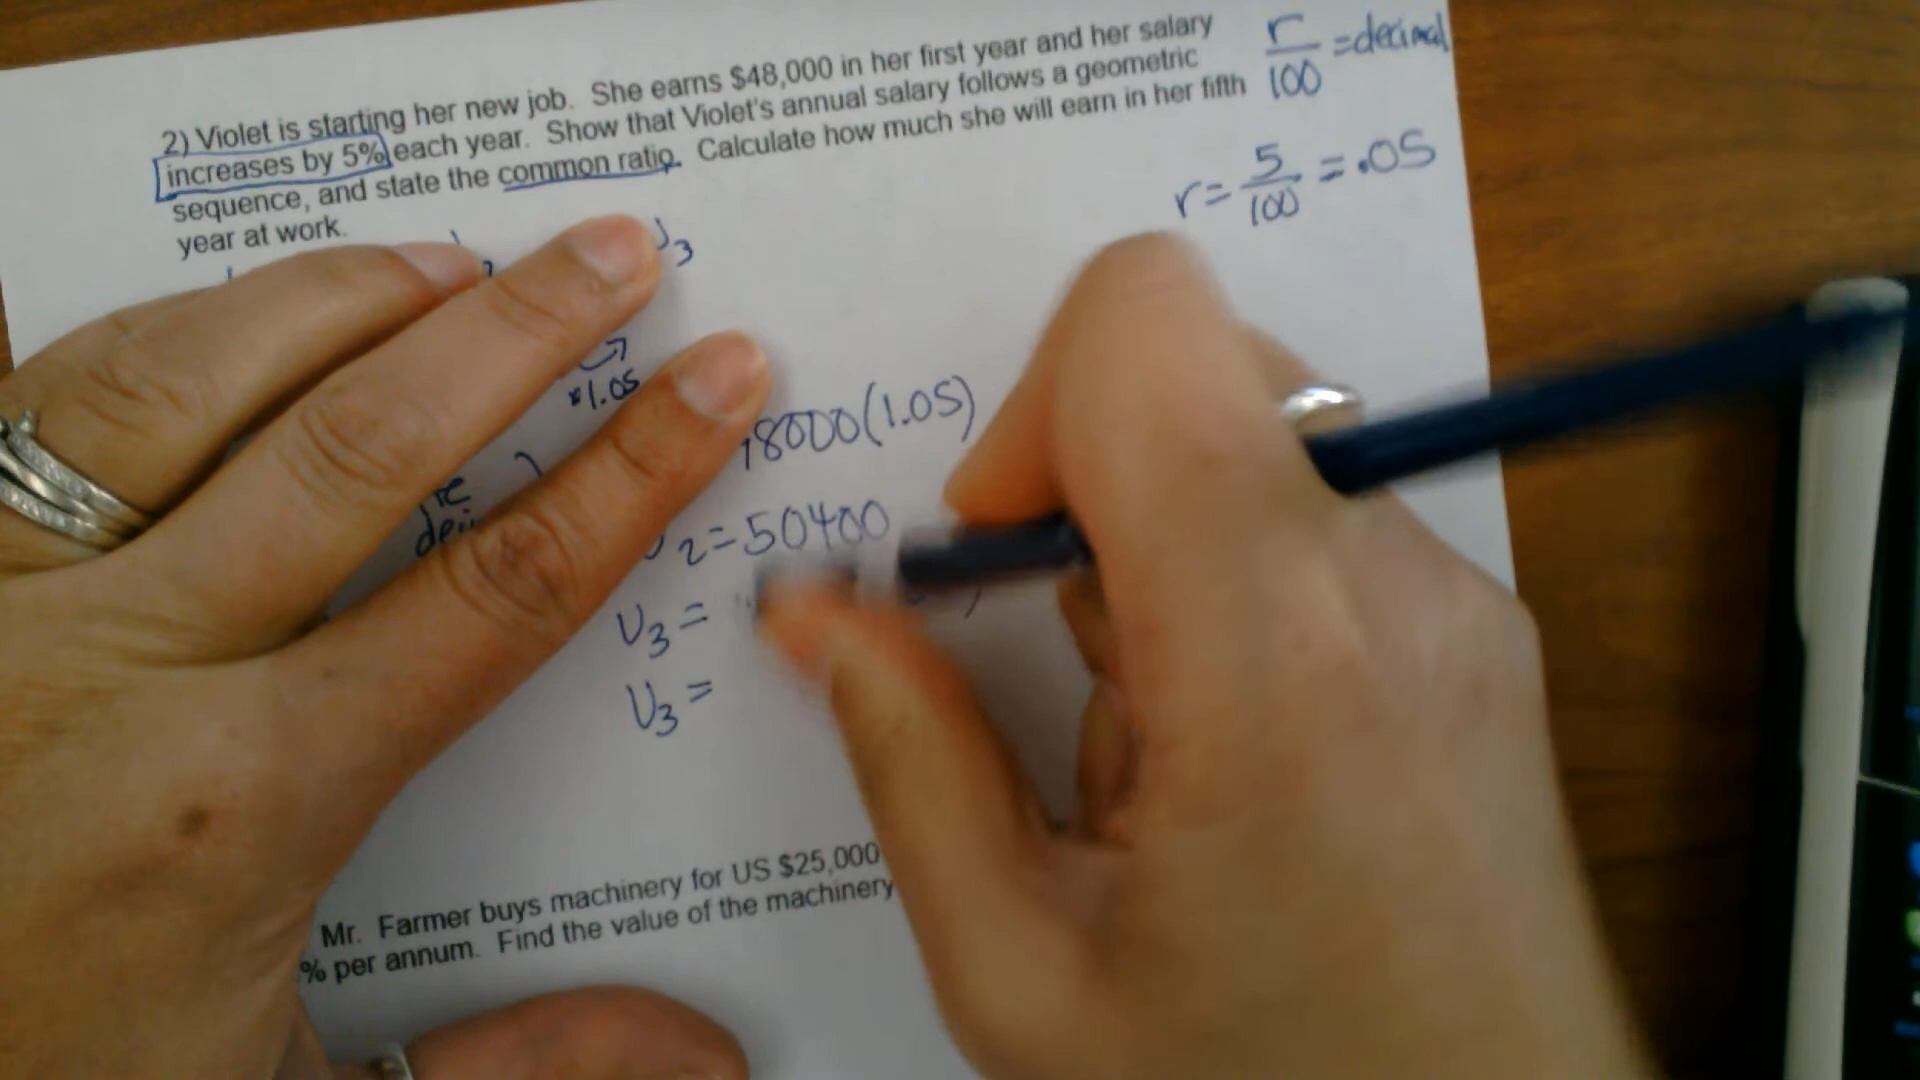 2) Violet is starting her new job. She earns $48,000 in her first year and her salary
increases by 5% each year. Show that Violet's annual salary follows a geometric
sequence, and state the common ratio. Calculate how much she will earn in her fifth
year at work.
r/100 = decimal
r = 5/100 = .05
U3
*1.05
8000(1.05)
U2 = 50400
U3 =
U3 =
Mr. Farmer buys machinery for US $25,000
% per annum. Find the value of the machinery